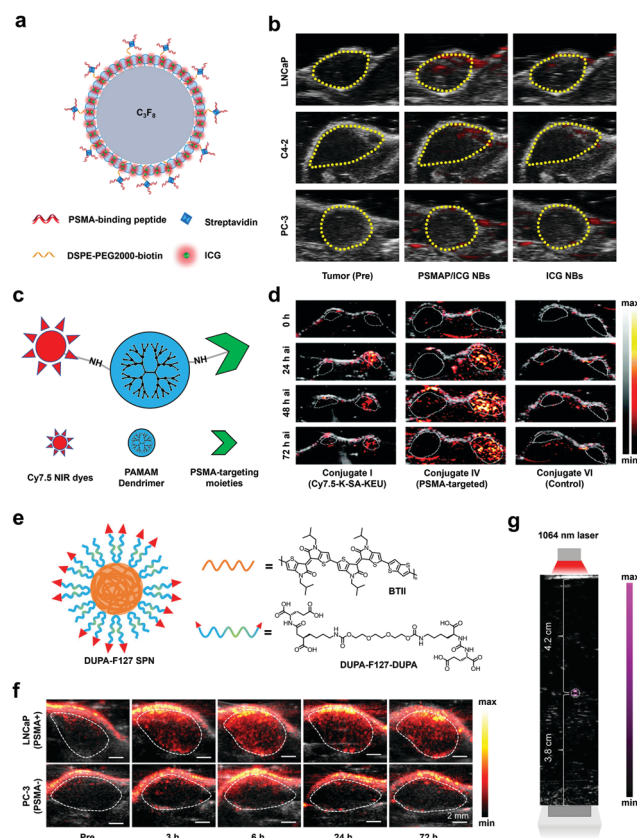 a
C3F8
PSMA-binding peptide
Streptavidin
DSPE-PEG2000-biotin
ICG
b
LNCaP
C4-2
PC-3
Tumor (Pre)
PSMAP/ICG NBs
ICG NBs
c
NH
NH
Cy7.5 NIR dyes
PAMAM
Dendrimer
PSMA-targeting
moieties
d
0 h
24 h ai
48 h ai
72 h ai
Conjugate I
(Cy7.5-K-SA-KEU)
Conjugate IV
(PSMA-targeted)
Conjugate VI
(Control)
max
min
e
DUPA-F127 SPN
=
BTII
=
DUPA-F127-DUPA
f
LNCaP
(PSMA+)
PC-3
(PSMA-)
Pre
3 h
6 h
24 h
72 h
2 mm
max
min
g
1064 nm laser
4.2 cm
3.8 cm
max
min